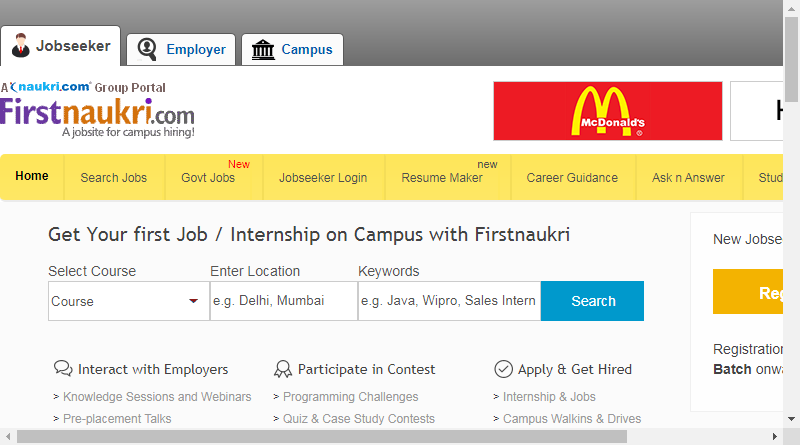 Jobseeker Employer Campus
A naukri.com Group Portal
Firstnaukri.com
A jobsite for campus hiring!
McDonald's
H
New new
Home Search Jobs Govt Jobs Jobseeker Login Resume Maker Career Guidance Ask n Answer Stud
Get Your first Job / Internship on Campus with Firstnaukri
New Jobse
Select Course Enter Location Keywords
Course e.g. Delhi, Mumbai e.g. Java, Wipro, Sales Intern Search
Reg
Registration
Batch onwa
Interact with Employers Participate in Contest Apply & Get Hired
> Knowledge Sessions and Webinars > Programming Challenges > Internship & Jobs
> Pre-placement Talks > Quiz & Case Study Contests > Campus Walkins & Drives